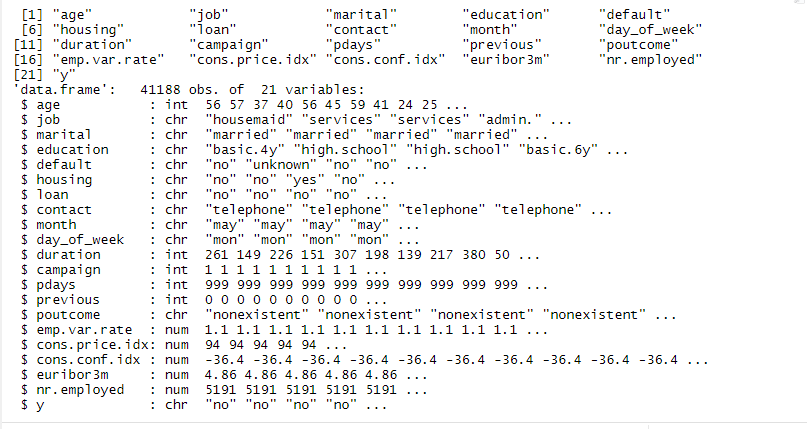 [1] "age" "job" "marital" "education" "default"
[6] "housing" "loan" "contact" "month" "day_of_week"
[11] "duration" "campaign" "pdays" "previous" "poutcome"
[16] "emp.var.rate" "cons.price.idx" "cons.conf.idx" "euribor3m" "nr.employed"
[21] "y"
'data.frame': 41188 obs. of 21 variables:
$ age : int 56 57 37 40 56 45 59 41 24 25 ...
$ job : chr "housemaid" "services" "services" "admin." ...
$ marital : chr "married" "married" "married" "married" ...
$ education : chr "basic.4y" "high.school" "high.school" "basic.6y" ...
$ default : chr "no" "unknown" "no" "no" ...
$ housing : chr "no" "no" "yes" "no" ...
$ loan : chr "no" "no" "no" "no" ...
$ contact : chr "telephone" "telephone" "telephone" "telephone" ...
$ month : chr "may" "may" "may" "may" ...
$ day_of_week : chr "mon" "mon" "mon" "mon" ...
$ duration : int 261 149 226 151 307 198 139 217 380 50 ...
$ campaign : int 1 1 1 1 1 1 1 1 1 1 ...
$ pdays : int 999 999 999 999 999 999 999 999 999 999 ...
$ previous : int 0 0 0 0 0 0 0 0 0 0 ...
$ poutcome : chr "nonexistent" "nonexistent" "nonexistent" "nonexistent" ...
$ emp.var.rate : num 1.1 1.1 1.1 1.1 1.1 1.1 1.1 1.1 1.1 1.1 ...
$ cons.price.idx: num 94 94 94 94 94 ...
$ cons.conf.idx : num -36.4 -36.4 -36.4 -36.4 -36.4 -36.4 -36.4 -36.4 -36.4 -36.4 ...
$ euribor3m : num 4.86 4.86 4.86 4.86 4.86 ...
$ nr.employed : num 5191 5191 5191 5191 5191 ...
$ y : chr "no" "no" "no" "no" ...